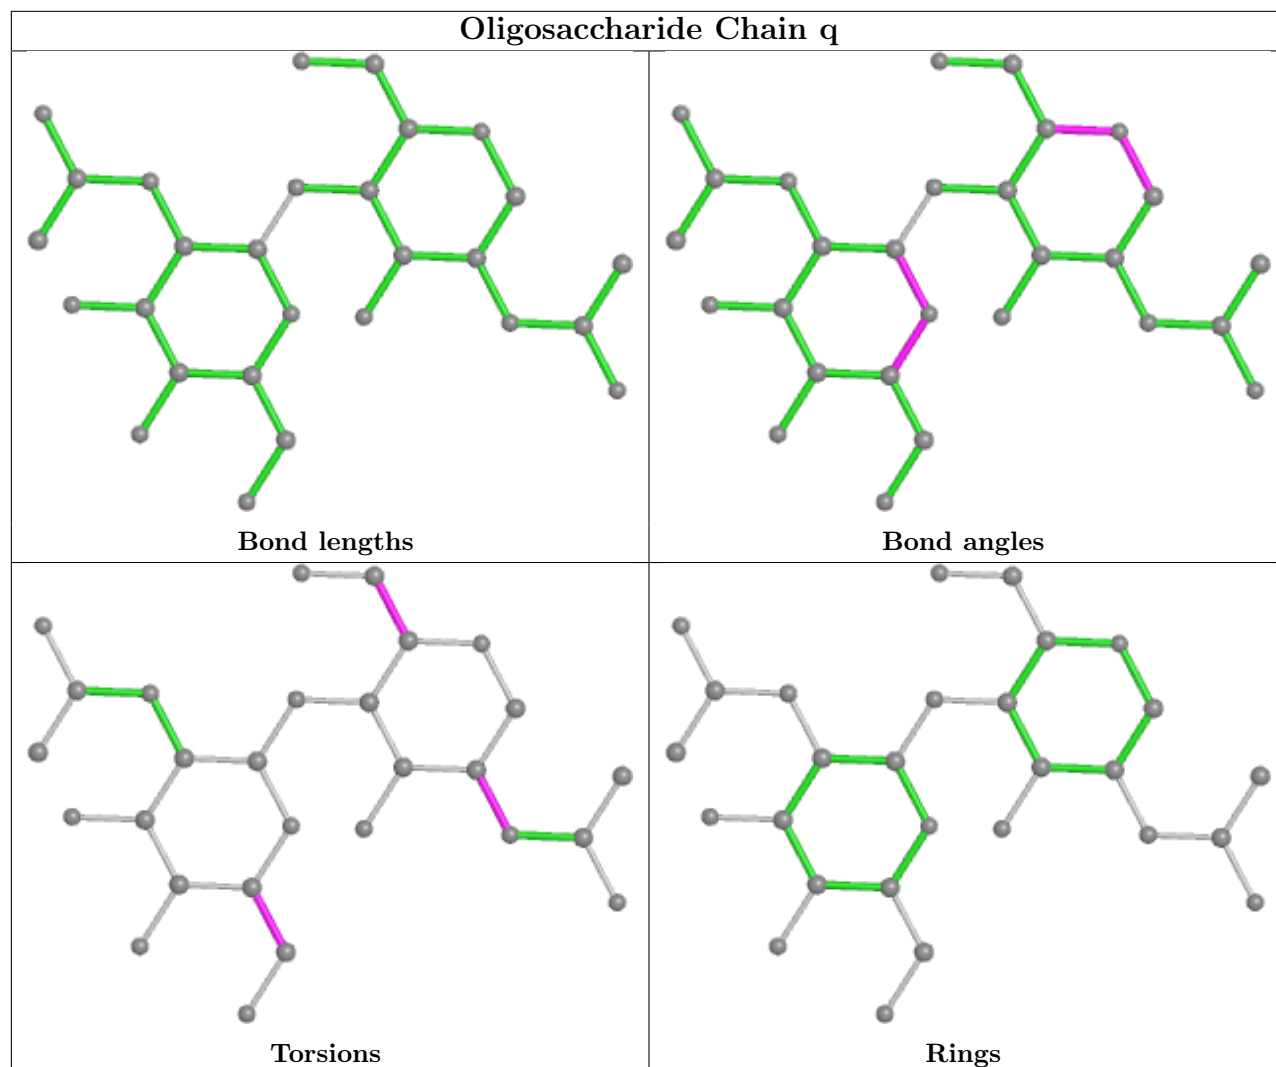 Oligosaccharide Chain q
Bond lengths
Bond angles
Torsions
Rings